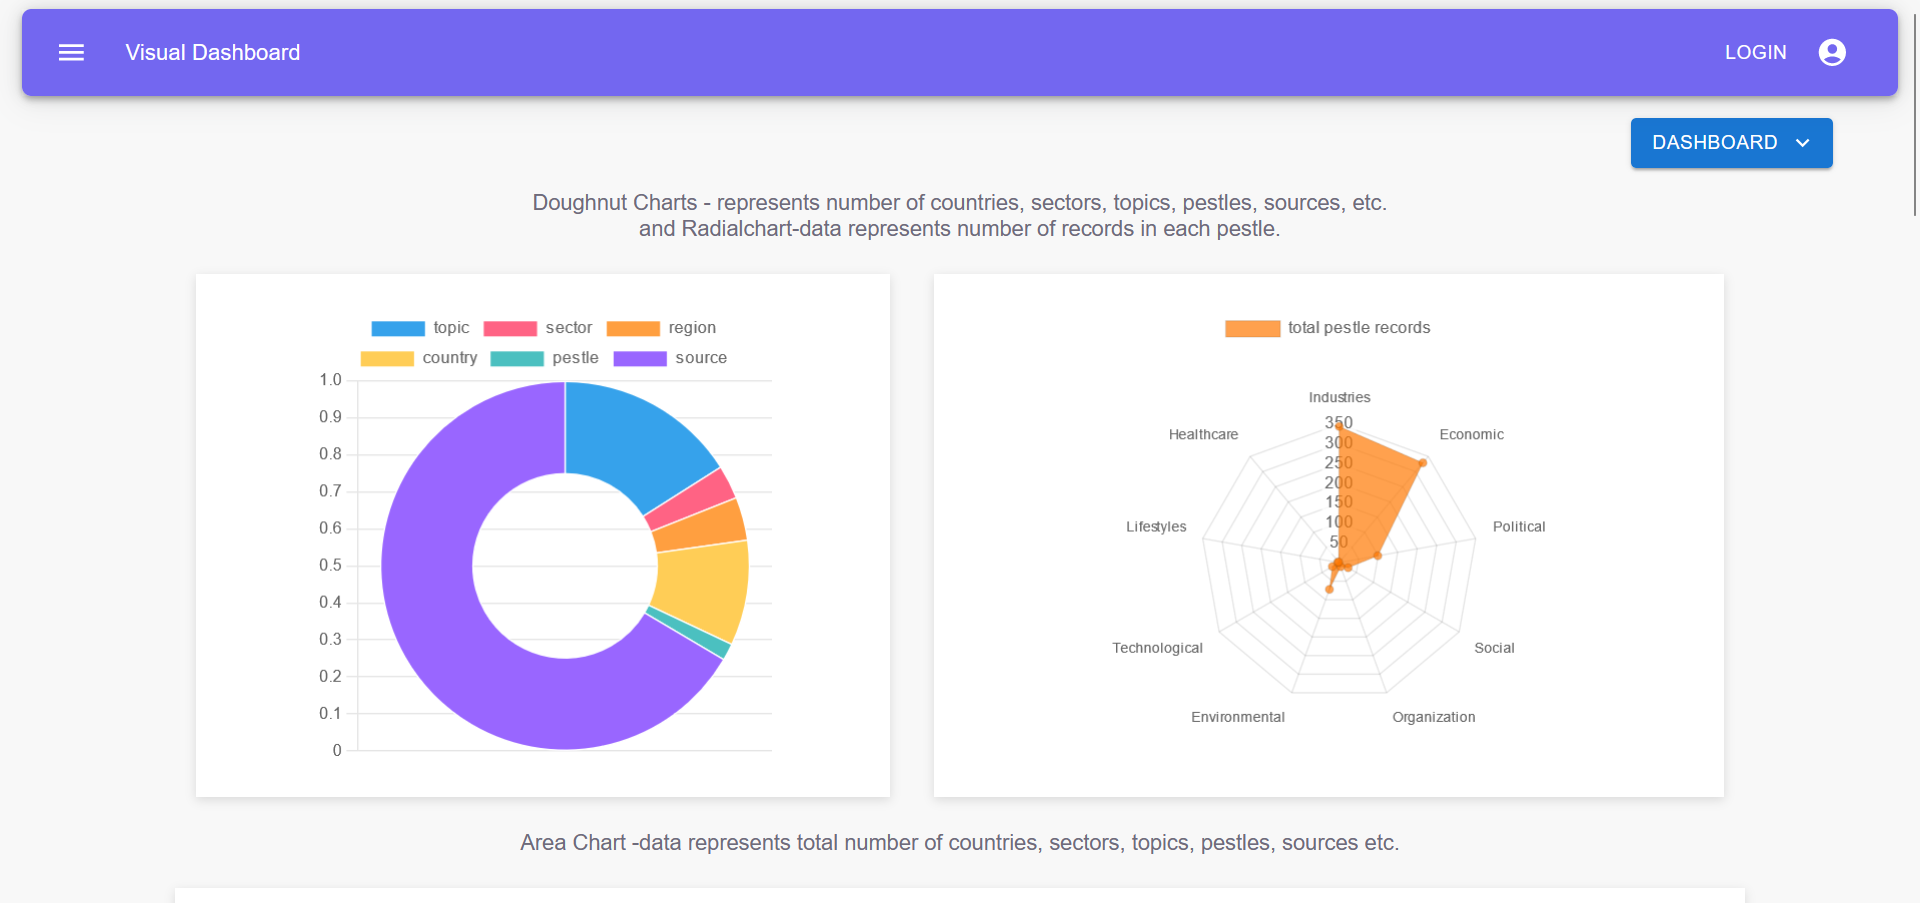 Visual Dashboard
LOGIN
DASHBOARD
Doughnut Charts - represents number of countries, sectors, topics, pestles, sources, etc.
and Radialchart-data represents number of records in each pestle.
topic sector region
country pestle source
1.0
0.9
0.8
0.7
0.6
0.5
0.4
0.3
0.2
0.1
0
total pestle records
Industries
350
Healthcare
Economic
300
250
200
150
100
50
Lifestyles
Political
Technological
Social
Environmental
Organization
Area Chart -data represents total number of countries, sectors, topics, pestles, sources etc.